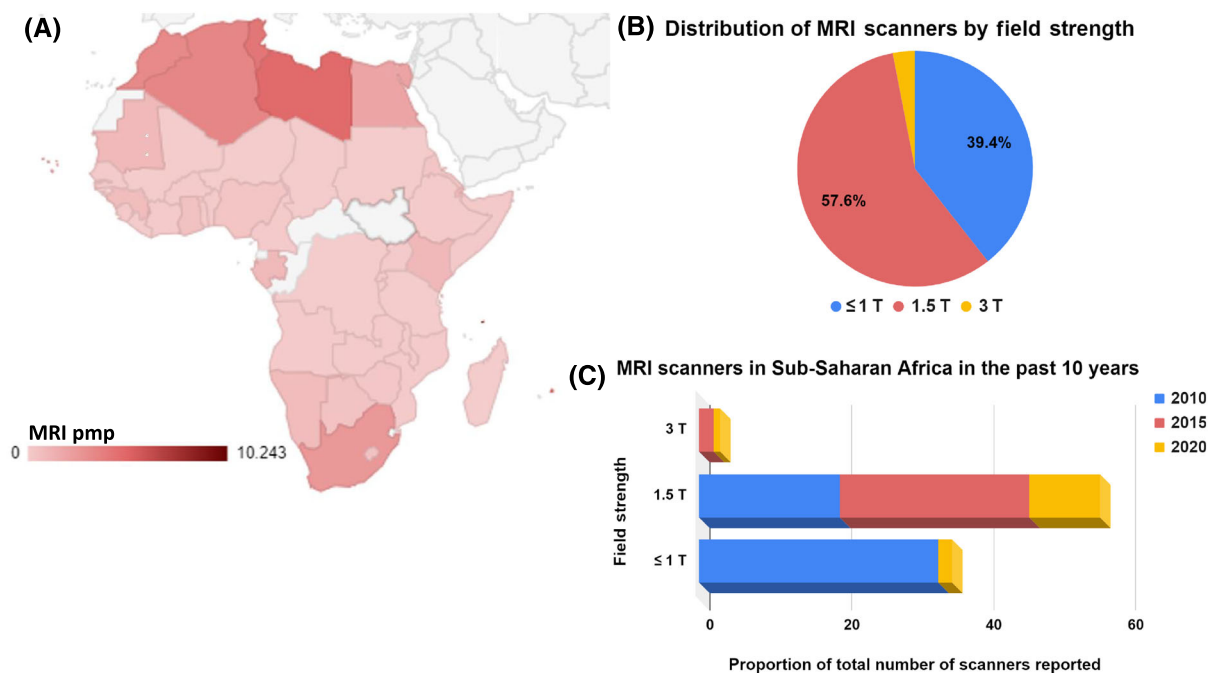 (A)
MRI pmp
0
10.243
(B) Distribution of MRI scanners by field strength
39.4%
57.6%
≤ 1 T 1.5 T 3 T
(C) MRI scanners in Sub-Saharan Africa in the past 10 years
2010
2015
2020
Field strength
3 T
1.5 T
≤ 1 T
0 20 40 60
Proportion of total number of scanners reported